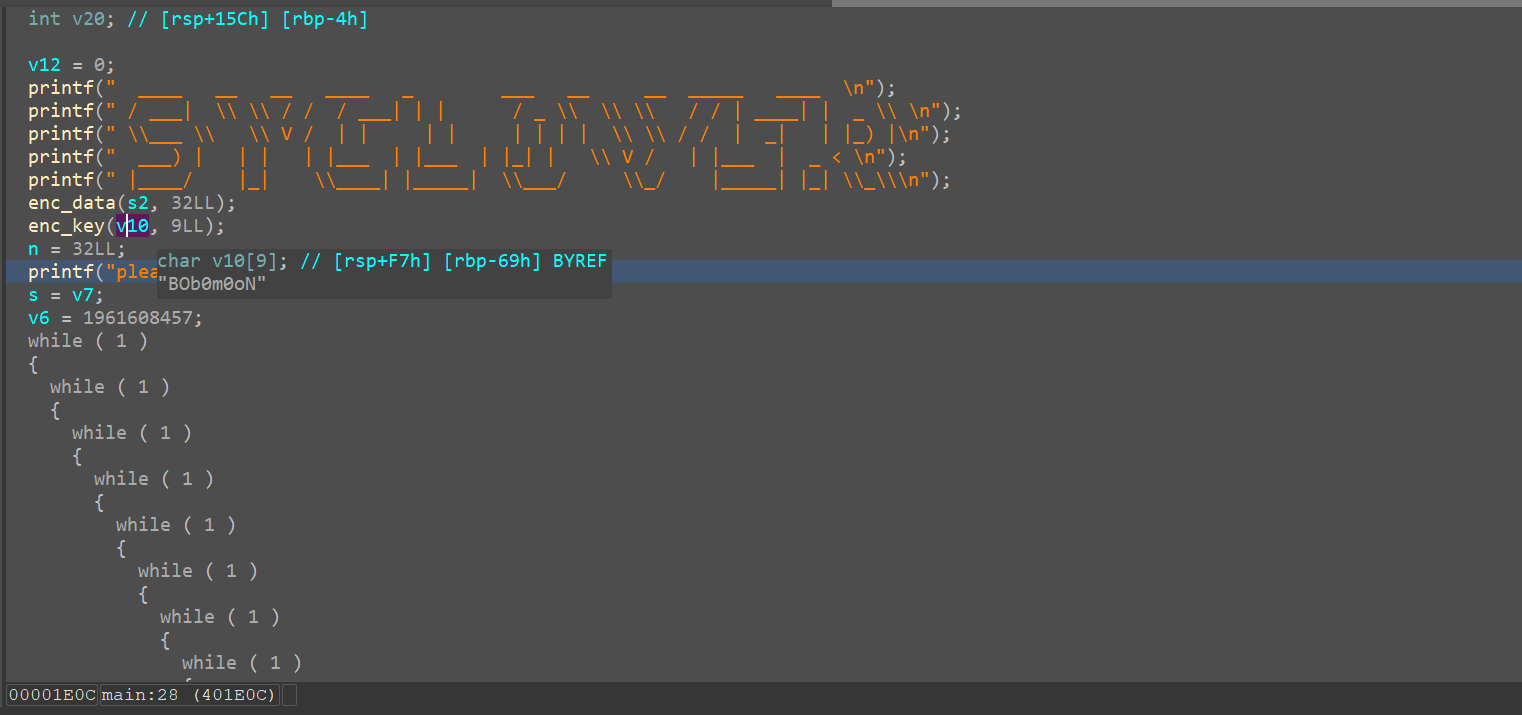 int v20; // [rsp+15Ch] [rbp-4h]
v12 = 0;
printf("  ____   __   __   ____   _        ___   __     __  _____   ____  \n");
printf(" / ___|  \\ \\ / /  / ___| | |      / _ \\  \\ \\   / / | ____| |  _ \\ \n");
printf(" \\___ \\   \\ V /  | |     | |     | | | |  \\ \\ / /  |  _|   | |_) |\n");
printf("  ___) |   | |   | |___  | |___  | |_| |   \\ V /   | |___  |  _ < \n");
printf(" |____/    |_|    \\____| |_____|  \\___/     \\_/    |_____| |_| \\_\\\n");
enc_data(s2, 32LL);
enc_key(v10, 9LL);
n = 32LL;
char v10[9]; // [rsp+F7h] [rbp-69h] BYREF
printf("plea
"BOb0m0oN"
s = v7;
v6 = 1961608457;
while ( 1 )
{
while ( 1 )
{
while ( 1 )
{
while ( 1 )
{
while ( 1 )
{
while ( 1 )
{
while ( 1 )
{
while ( 1 )
00001E0C main:28 (401E0C)